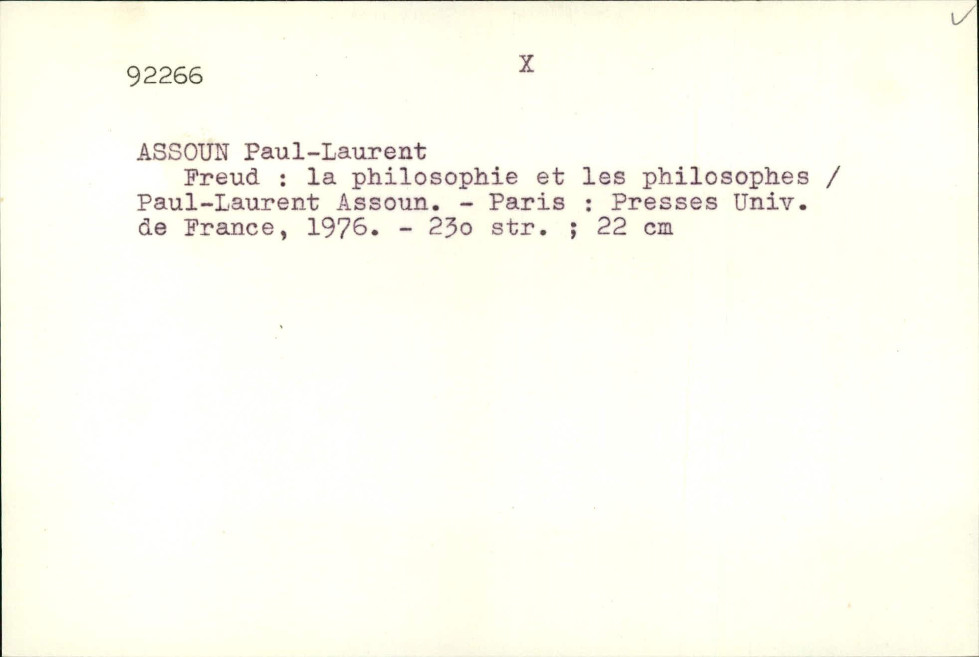 92266 X
ASSOUN Paul-Laurent
Freud : la philosophie et les philosophes /
Paul-Laurent Assoun. - Paris : Presses Univ.
de France, 1976. - 23o str. ; 22 cm